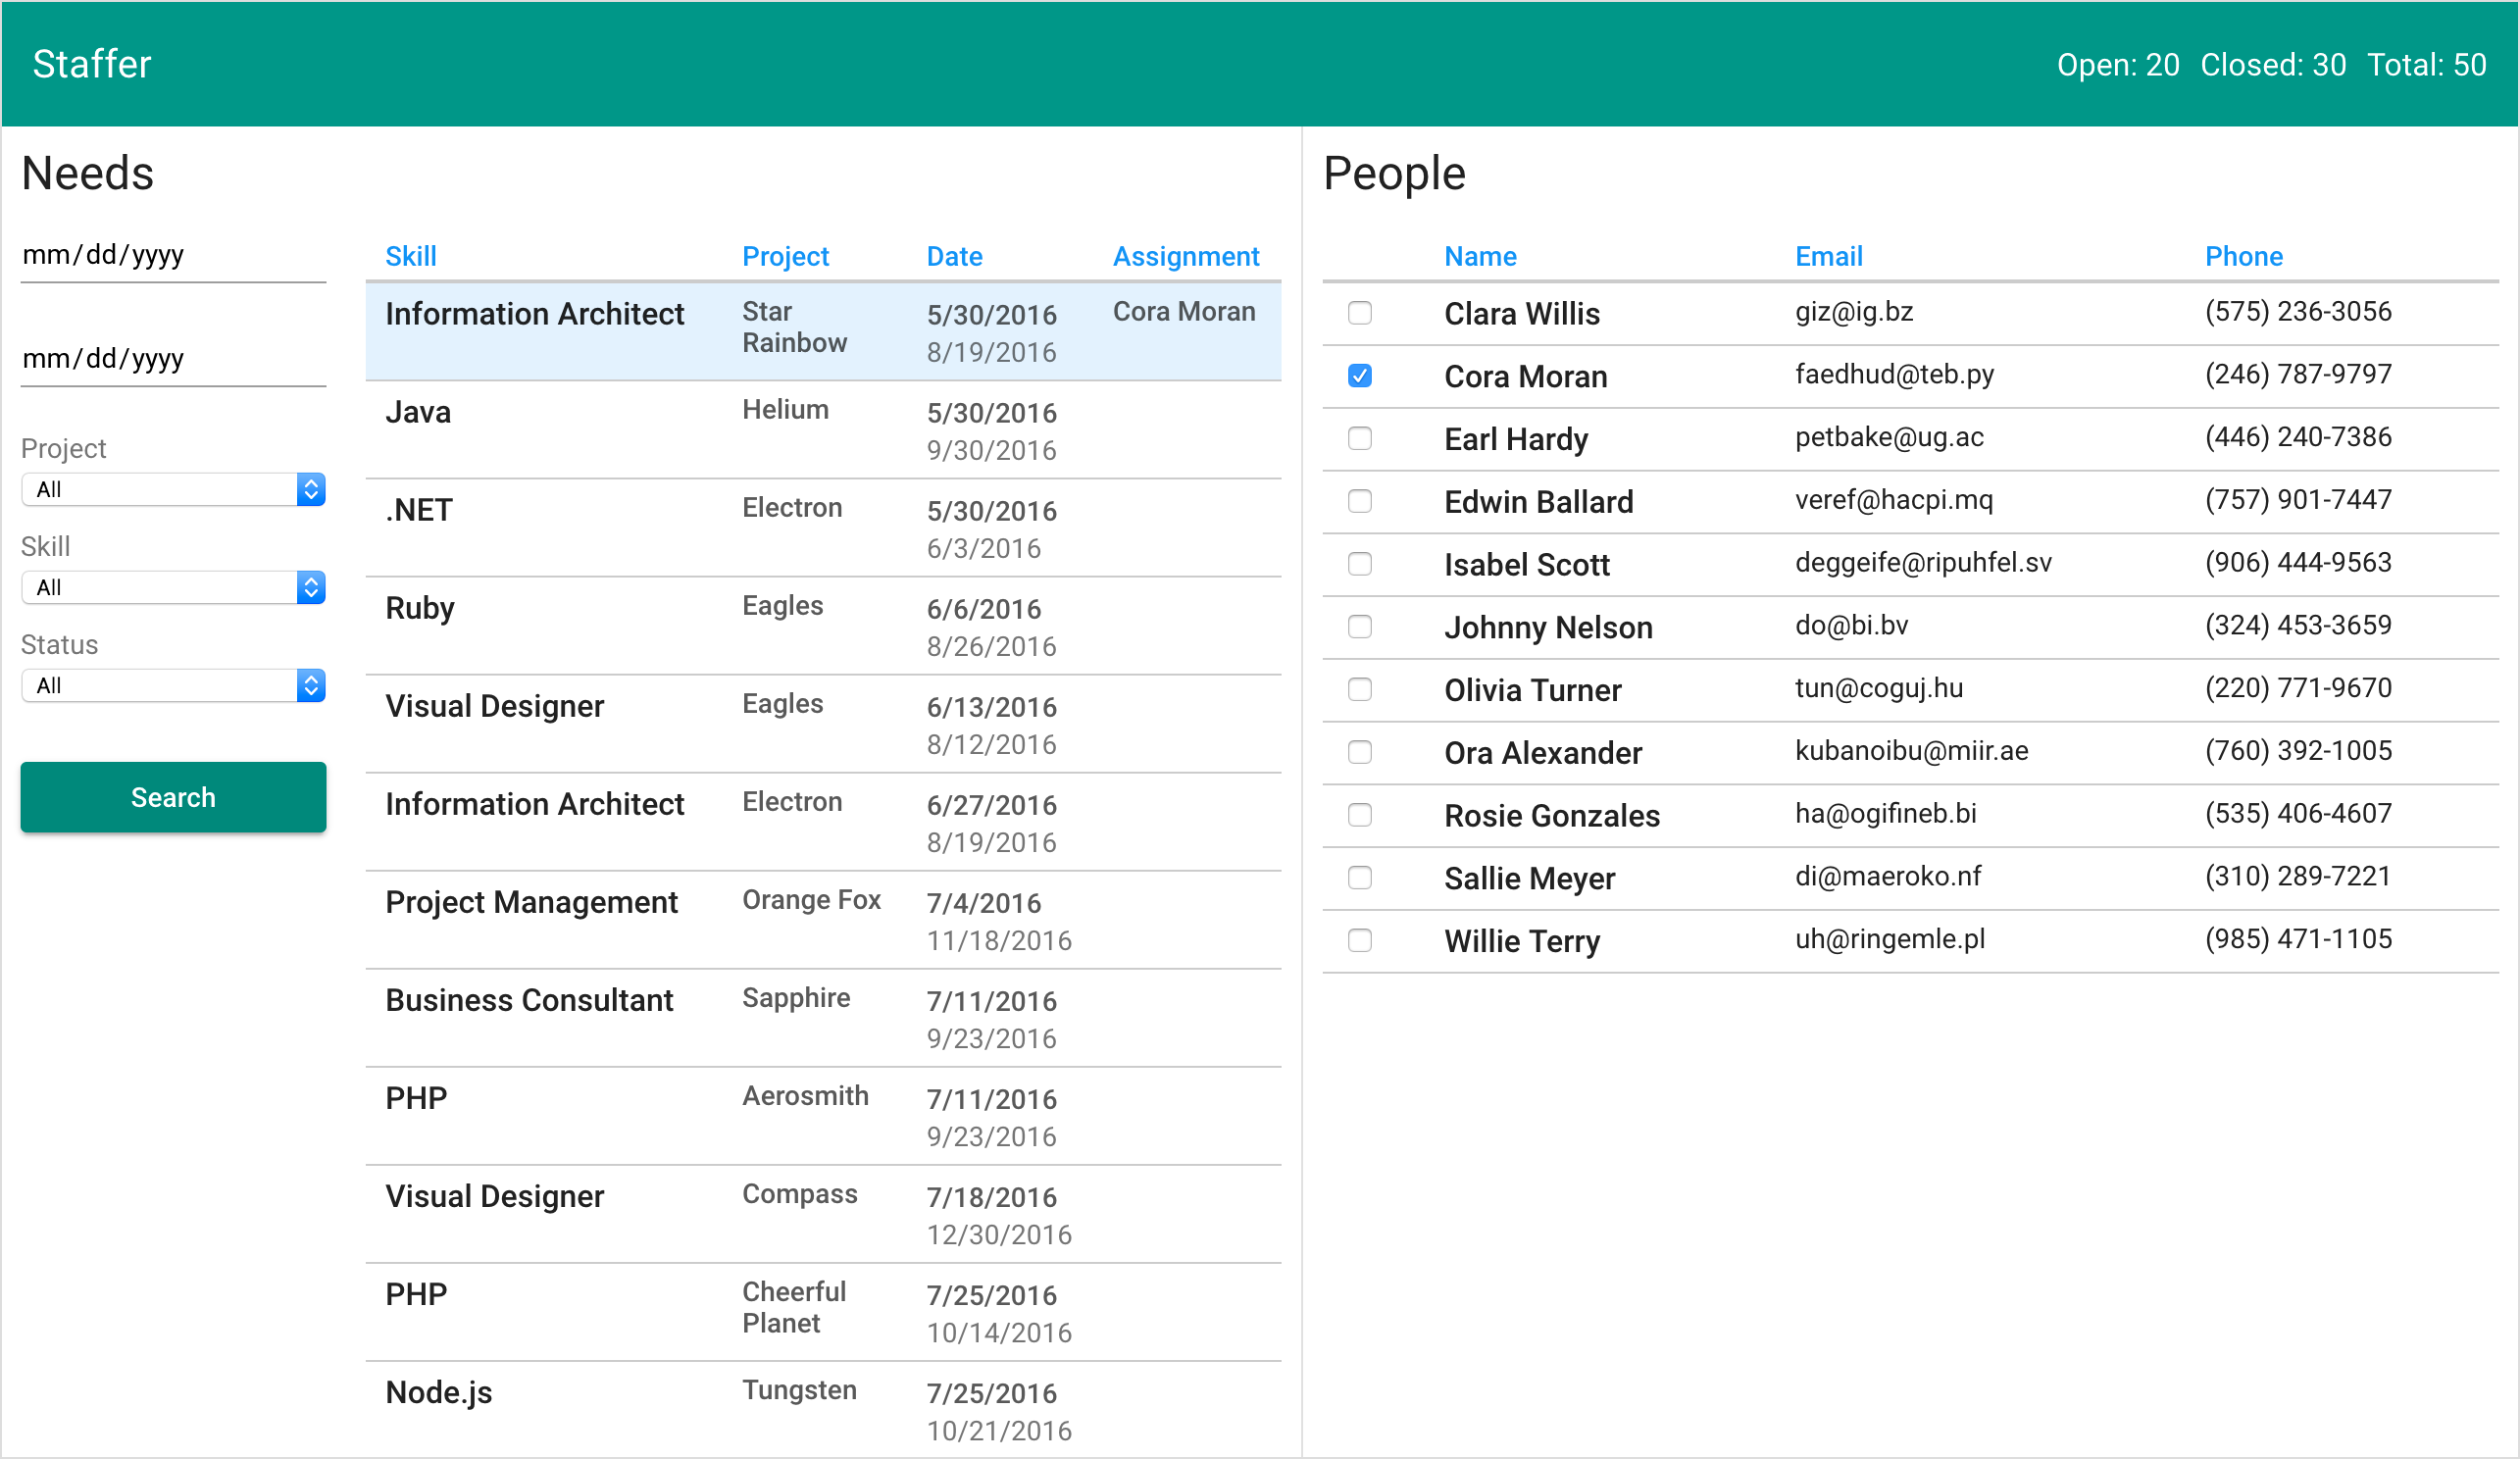 Staffer
Open: 20 Closed: 30 Total: 50
Needs
mm/dd/yyyy
mm/dd/yyyy
Project
All
Skill
All
Status
All
Search
Skill Project Date Assignment
Information Architect Star Rainbow 5/30/2016 8/19/2016 Cora Moran
Java Helium 5/30/2016 9/30/2016
.NET Electron 5/30/2016 6/3/2016
Ruby Eagles 6/6/2016 8/26/2016
Visual Designer Eagles 6/13/2016 8/12/2016
Information Architect Electron 6/27/2016 8/19/2016
Project Management Orange Fox 7/4/2016 11/18/2016
Business Consultant Sapphire 7/11/2016 9/23/2016
PHP Aerosmith 7/11/2016 9/23/2016
Visual Designer Compass 7/18/2016 12/30/2016
PHP Cheerful Planet 7/25/2016 10/14/2016
Node.js Tungsten 7/25/2016 10/21/2016
People
Name Email Phone
Clara Willis giz@ig.bz (575) 236-3056
Cora Moran faedhud@teb.py (246) 787-9797
Earl Hardy petbake@ug.ac (446) 240-7386
Edwin Ballard veref@hacpi.mq (757) 901-7447
Isabel Scott deggeife@ripuhfel.sv (906) 444-9563
Johnny Nelson do@bi.bv (324) 453-3659
Olivia Turner tun@coguj.hu (220) 771-9670
Ora Alexander kubanoibu@miir.ae (760) 392-1005
Rosie Gonzales ha@ogifineb.bi (535) 406-4607
Sallie Meyer di@maeroko.nf (310) 289-7221
Willie Terry uh@ringemle.pl (985) 471-1105